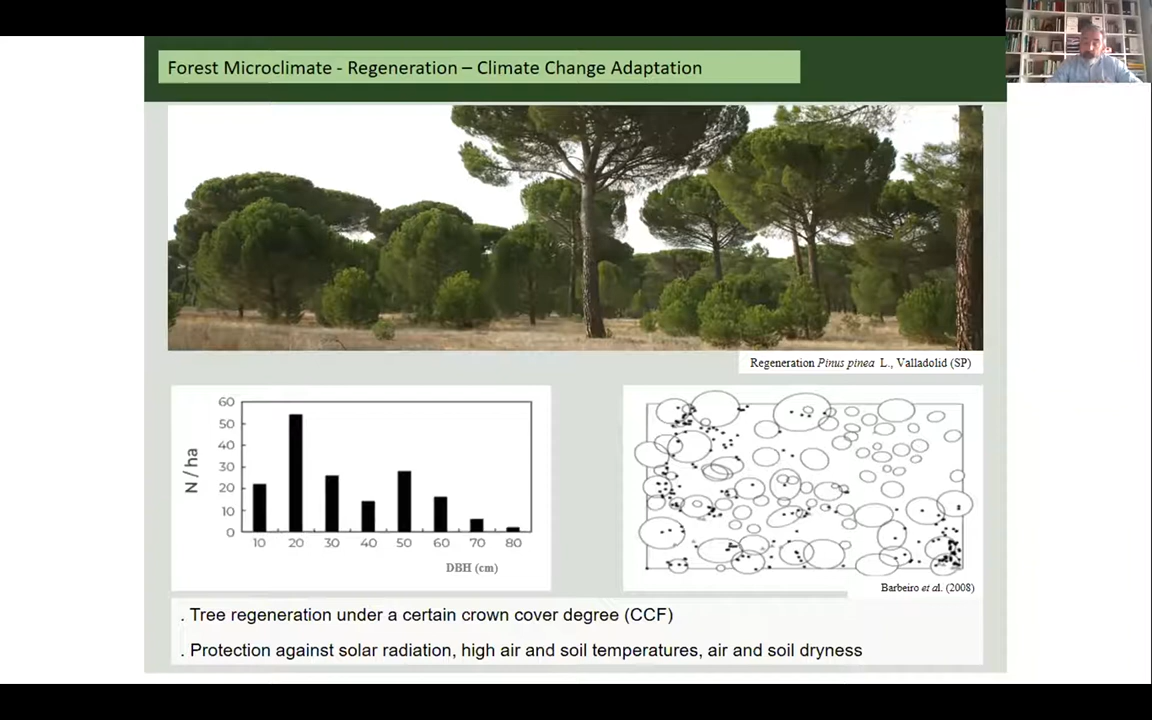 Forest Microclimate - Regeneration – Climate Change Adaptation
Regeneration Pinus pinea L., Valladolid (SP)
60
50
40
30
20
10
0
N / ha
10 20 30 40 50 60 70 80
DBH (cm)
Barbeiro et al. (2008)
. Tree regeneration under a certain crown cover degree (CCF)
. Protection against solar radiation, high air and soil temperatures, air and soil dryness